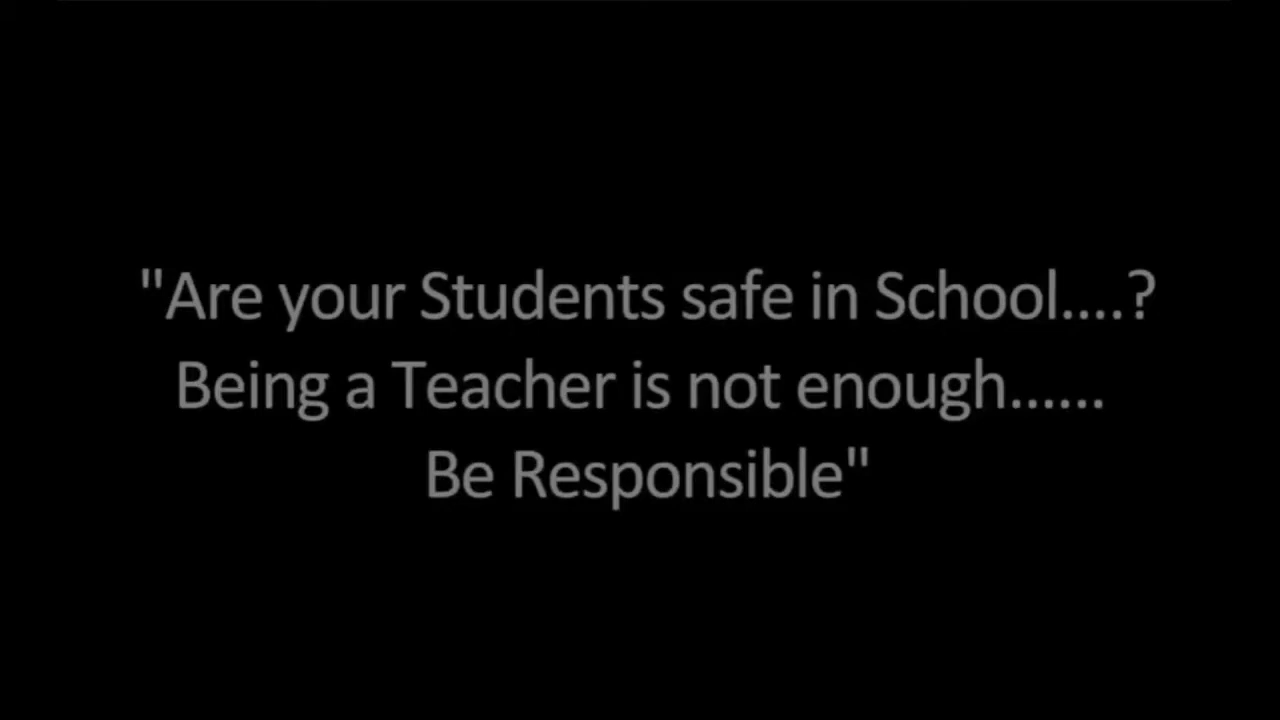 "Are your Students safe in School....?
Being a Teacher is not enough......
Be Responsible"